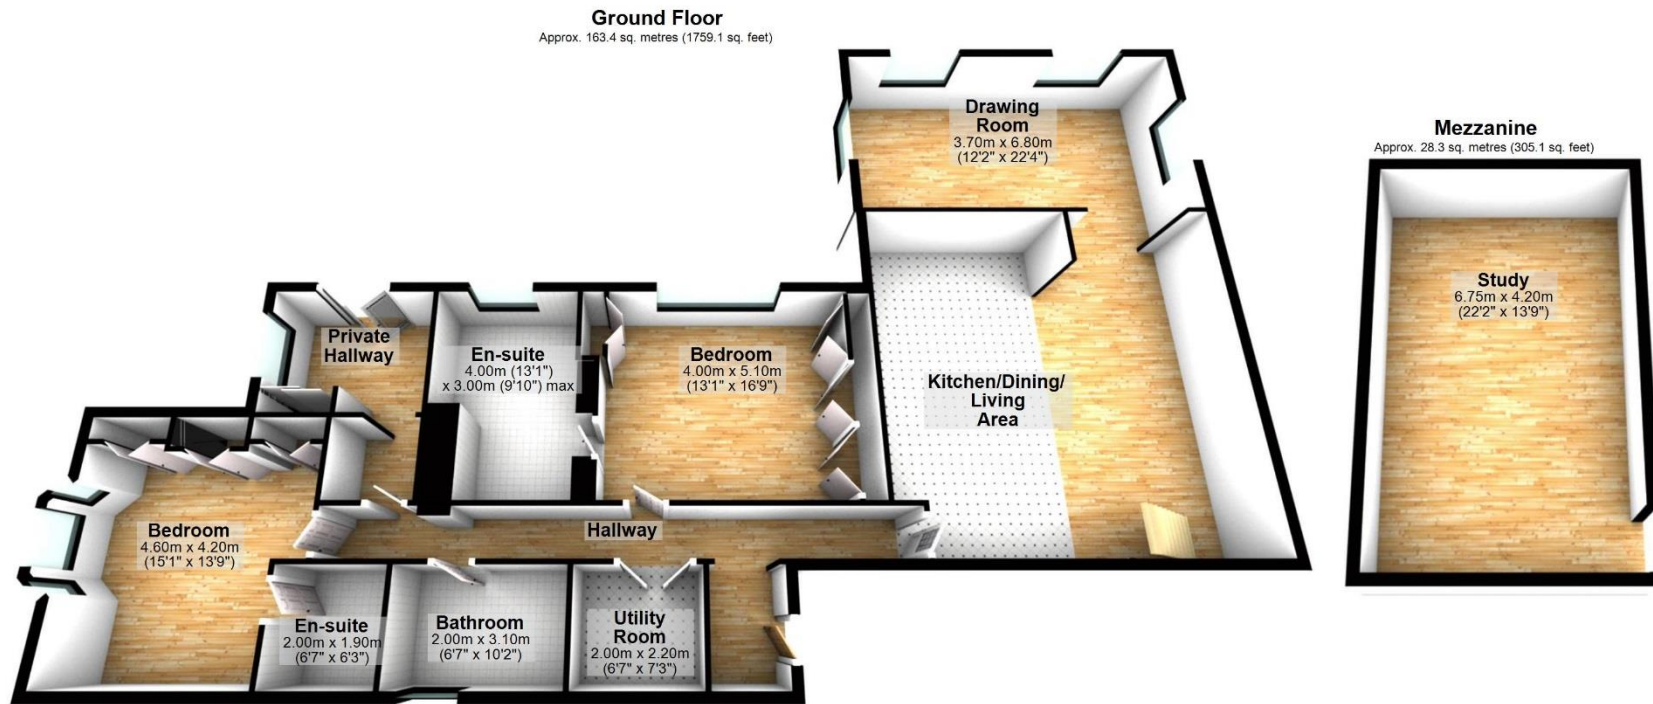 Ground Floor
Approx. 163.4 sq. metres (1759.1 sq. feet)
Drawing
Room
3.70m x 6.80m
(12'2" x 22'4")
Mezzanine
Approx. 28.3 sq. metres (305.1 sq. feet)
Study
6.75m x 4.20m
(22'2" x 13'9")
Private
Hallway
En-suite
4.00m (13'1")
x 3.00m (9'10") max
Bedroom
4.00m x 5.10m
(13'1" x 16'9")
Kitchen/Dining/
Living
Area
Hallway
Bedroom
4.60m x 4.20m
(15'1" x 13'9")
En-suite
2.00m x 1.90m
(6'7" x 6'3")
Bathroom
2.00m x 3.10m
(6'7" x 10'2")
Utility
Room
2.00m x 2.20m
(6'7" x 7'3")